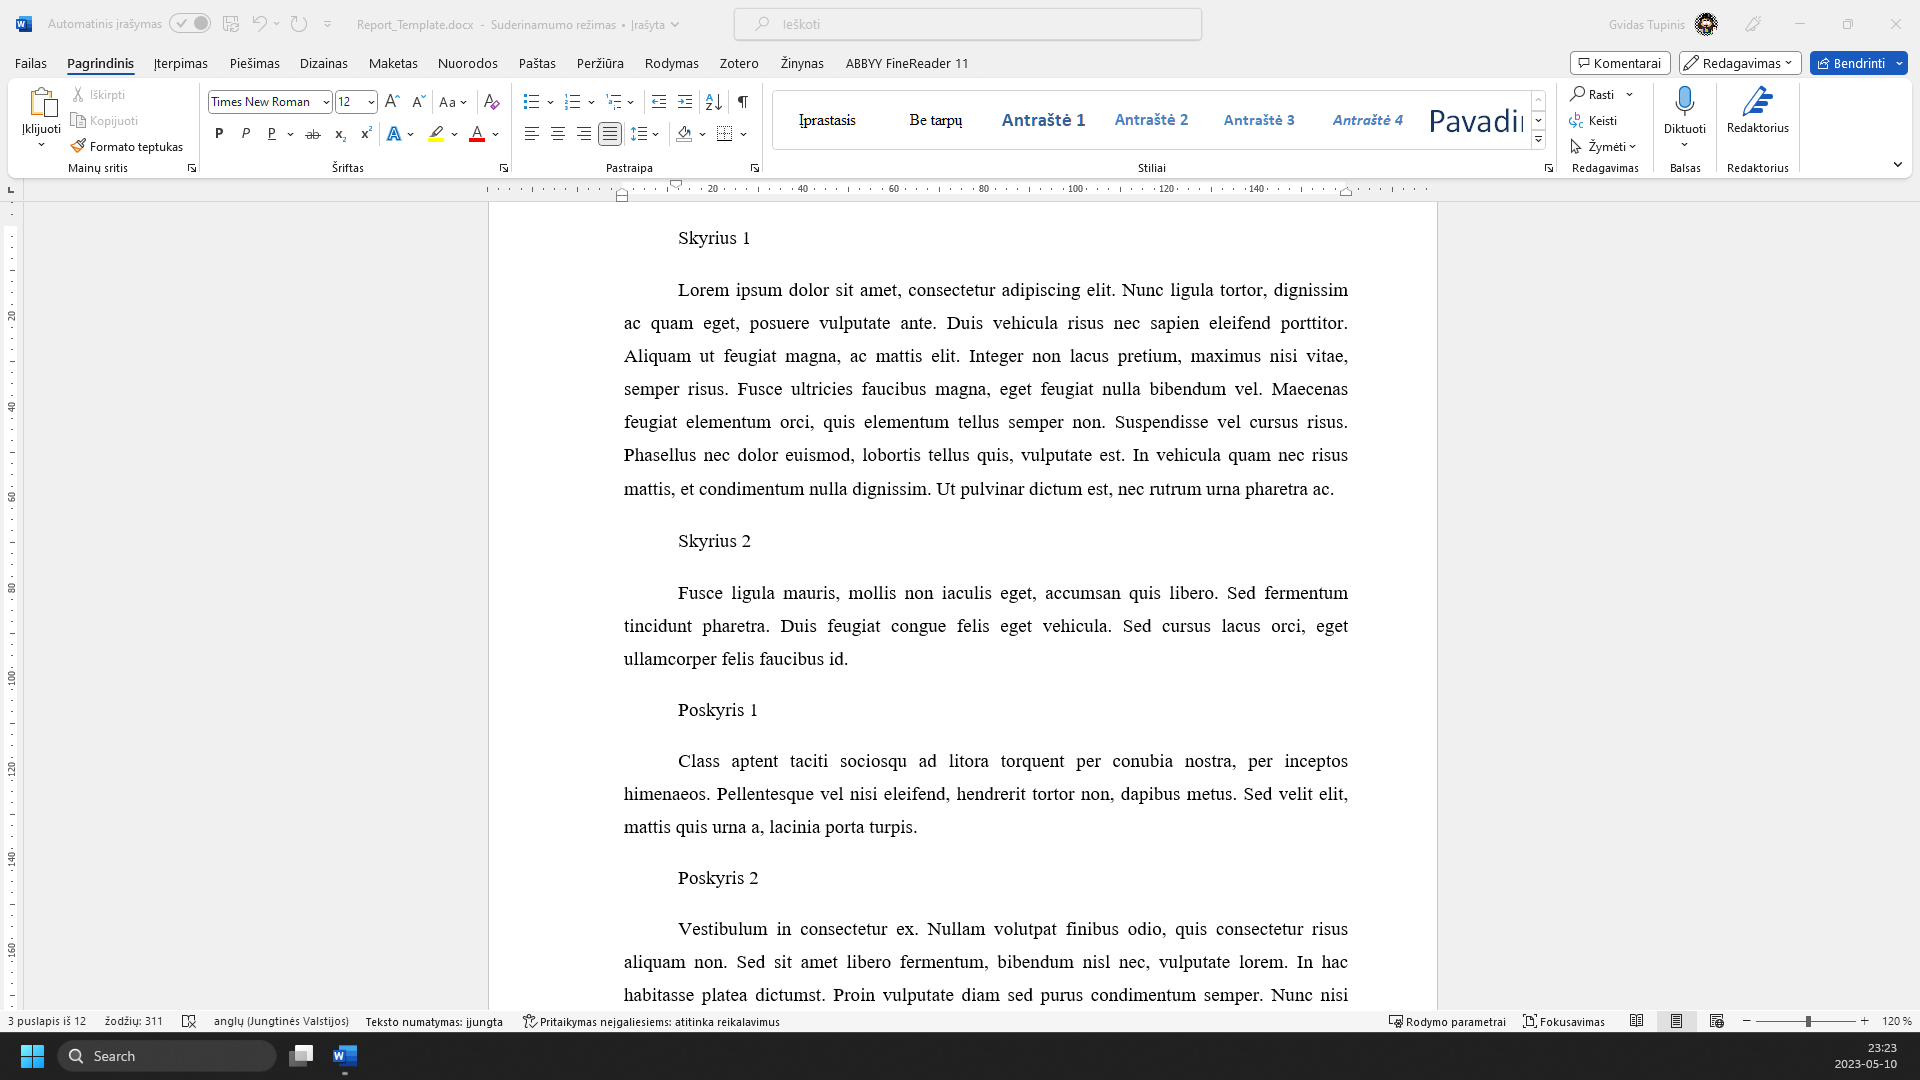 Automatinis įrašymas
Report_Template.docx - Suderinamumo režimas • Įrašyta
Ieškoti
Gvidas Tupinis
Failas Pagrindinis Įterpimas Piešimas Dizainas Maketas Nuorodos Paštas Peržiūra Rodymas Zotero Žinynas ABBYY FineReader 11
Komentarai Redagavimas Bendrinti
Įklijuoti
Iškirpti
Kopijuoti
Formato teptukas
Mainų sritis
Times New Roman 12
Aa
P P P ab x₂ x² A A
Šriftas
Pastraipa
Įprastasis Be tarpų Antraštė 1 Antraštė 2 Antraštė 3 Antraštė 4 Pavadin
Stiliai
Rasti
Keisti
Žymėti
Redagavimas
Diktuoti
Balsas
Redaktorius
Redaktorius
20 40 60 80 100 120 140
20
40
60
80
100
120
140
160
Skyrius 1
Lorem ipsum dolor sit amet, consectetur adipiscing elit. Nunc ligula tortor, dignissim
ac quam eget, posuere vulputate ante. Duis vehicula risus nec sapien eleifend porttitor.
Aliquam ut feugiat magna, ac mattis elit. Integer non lacus pretium, maximus nisi vitae,
semper risus. Fusce ultricies faucibus magna, eget feugiat nulla bibendum vel. Maecenas
feugiat elementum orci, quis elementum tellus semper non. Suspendisse vel cursus risus.
Phasellus nec dolor euismod, lobortis tellus quis, vulputate est. In vehicula quam nec risus
mattis, et condimentum nulla dignissim. Ut pulvinar dictum est, nec rutrum urna pharetra ac.
Skyrius 2
Fusce ligula mauris, mollis non iaculis eget, accumsan quis libero. Sed fermentum
tincidunt pharetra. Duis feugiat congue felis eget vehicula. Sed cursus lacus orci, eget
ullamcorper felis faucibus id.
Poskyris 1
Class aptent taciti sociosqu ad litora torquent per conubia nostra, per inceptos
himenaeos. Pellentesque vel nisi eleifend, hendrerit tortor non, dapibus metus. Sed velit elit,
mattis quis urna a, lacinia porta turpis.
Poskyris 2
Vestibulum in consectetur ex. Nullam volutpat finibus odio, quis consectetur risus
aliquam non. Sed sit amet libero fermentum, bibendum nisl nec, vulputate lorem. In hac
habitasse platea dictumst. Proin vulputate diam sed purus condimentum semper. Nunc nisi
3 puslapis iš 12 žodžių: 311 anglų (Jungtinės Valstijos) Teksto numatymas: įjungta Pritaikymas neįgaliesiems: atitinka reikalavimus Rodymo parametrai Fokusavimas 120 %
Search
23:23
2023-05-10